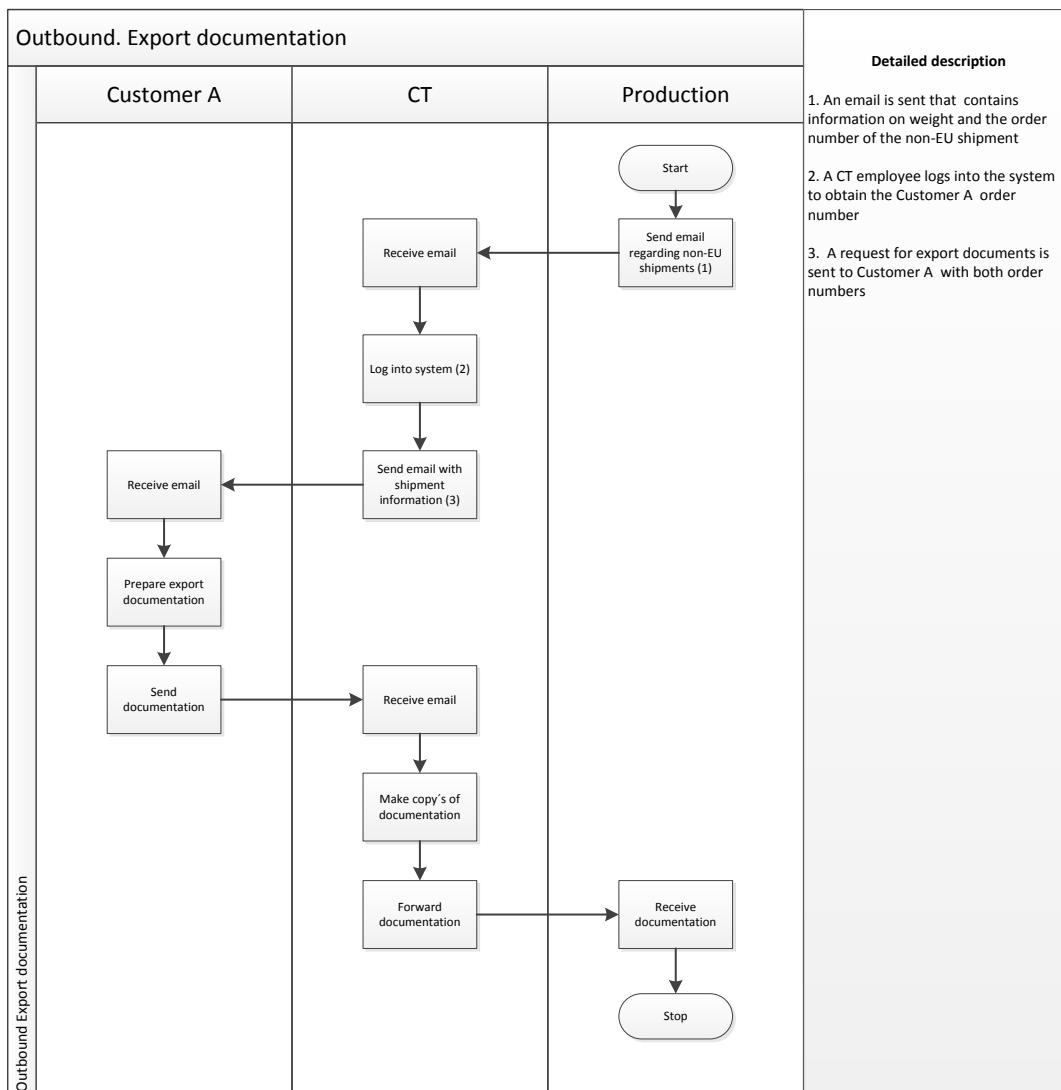 Outbound. Export documentation
Customer A
CT
Production
Start
Send email
regarding non-EU
shipments (1)
Receive email
Log into system (2)
Send email with
shipment
information (3)
Receive email
Prepare export
documentation
Send
documentation
Receive email
Make copy´s of
documentation
Forward
documentation
Receive
documentation
Stop
Outbound Export documentation
Detailed description
1. An email is sent that contains
information on weight and the order
number of the non-EU shipment
2. A CT employee logs into the system
to obtain the Customer A order
number
3. A request for export documents is
sent to Customer A with both order
numbers